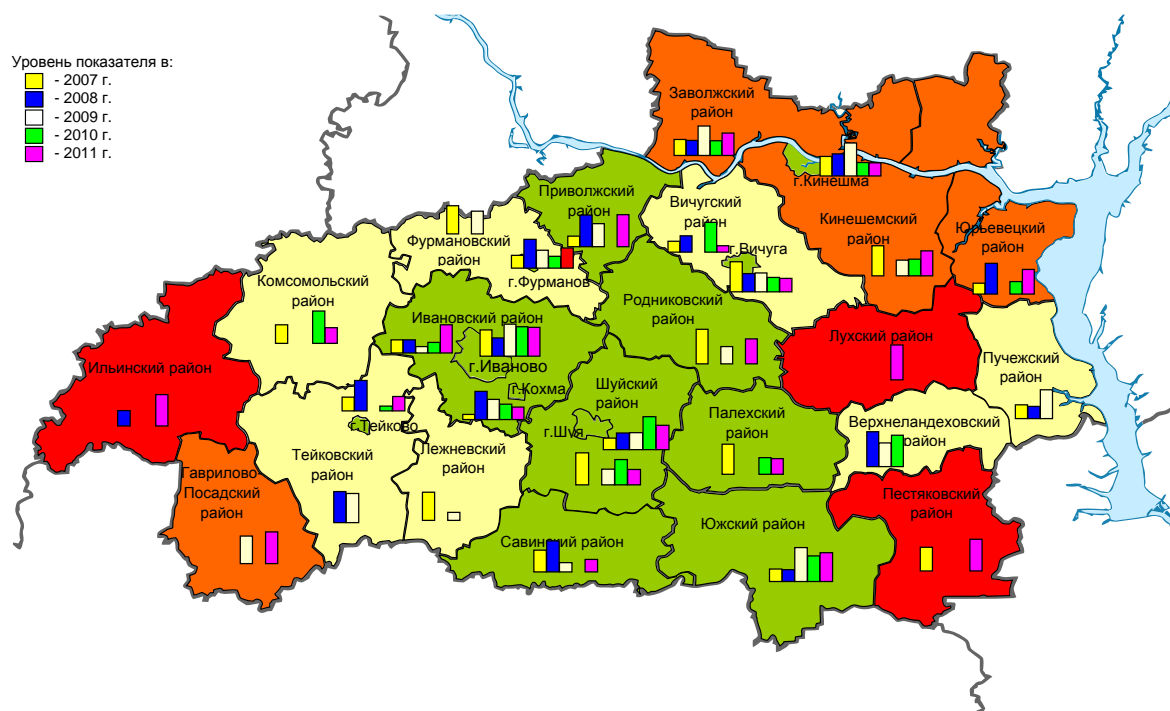 Уровень показателя в:
- 2007 г.
- 2008 г.
- 2009 г.
- 2010 г.
- 2011 г.
Заволжский
район
г.Кинешма
Приволжский
район
Вичугский
район
Кинешемский
район
Юрьевецкий
район
Фурмановский
район
г.Вичуга
г.Фурманов
Комсомольский
район
Родниковский
район
Ивановский район
Лухский район
Пучежский
район
Ильинский район
г.Иваново
г.Кохма
Шуйский
район
Палехский
район
Верхнеландеховский
район
г.Тейково
г.Шуя
Тейковский
район
Лежневский
район
Гаврилово-
Посадский
район
Пестяковский
район
Южский район
Савинский район